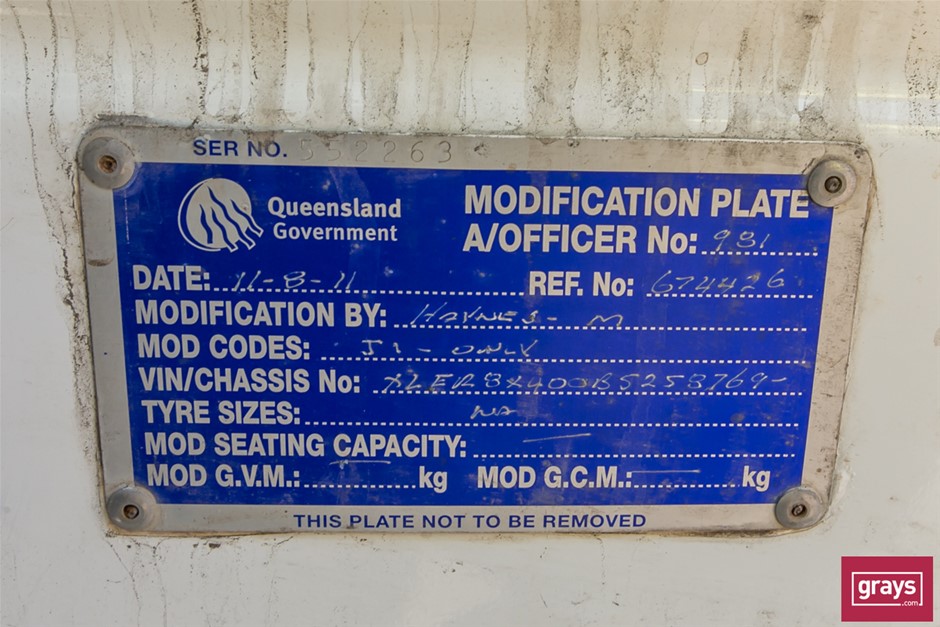 SER NO. 552263
Queensland
Government
MODIFICATION PLATE
A/OFFICER No: 981
DATE: 11-8-11 REF. No: 674426
MODIFICATION BY: HAYNES - M
MOD CODES: J1 - ONLY
VIN/CHASSIS No: XLER8X400B5258769-
TYRE SIZES: NA
MOD SEATING CAPACITY: —
MOD G.V.M.: — kg MOD G.C.M.: — kg
THIS PLATE NOT TO BE REMOVED
grays
.com